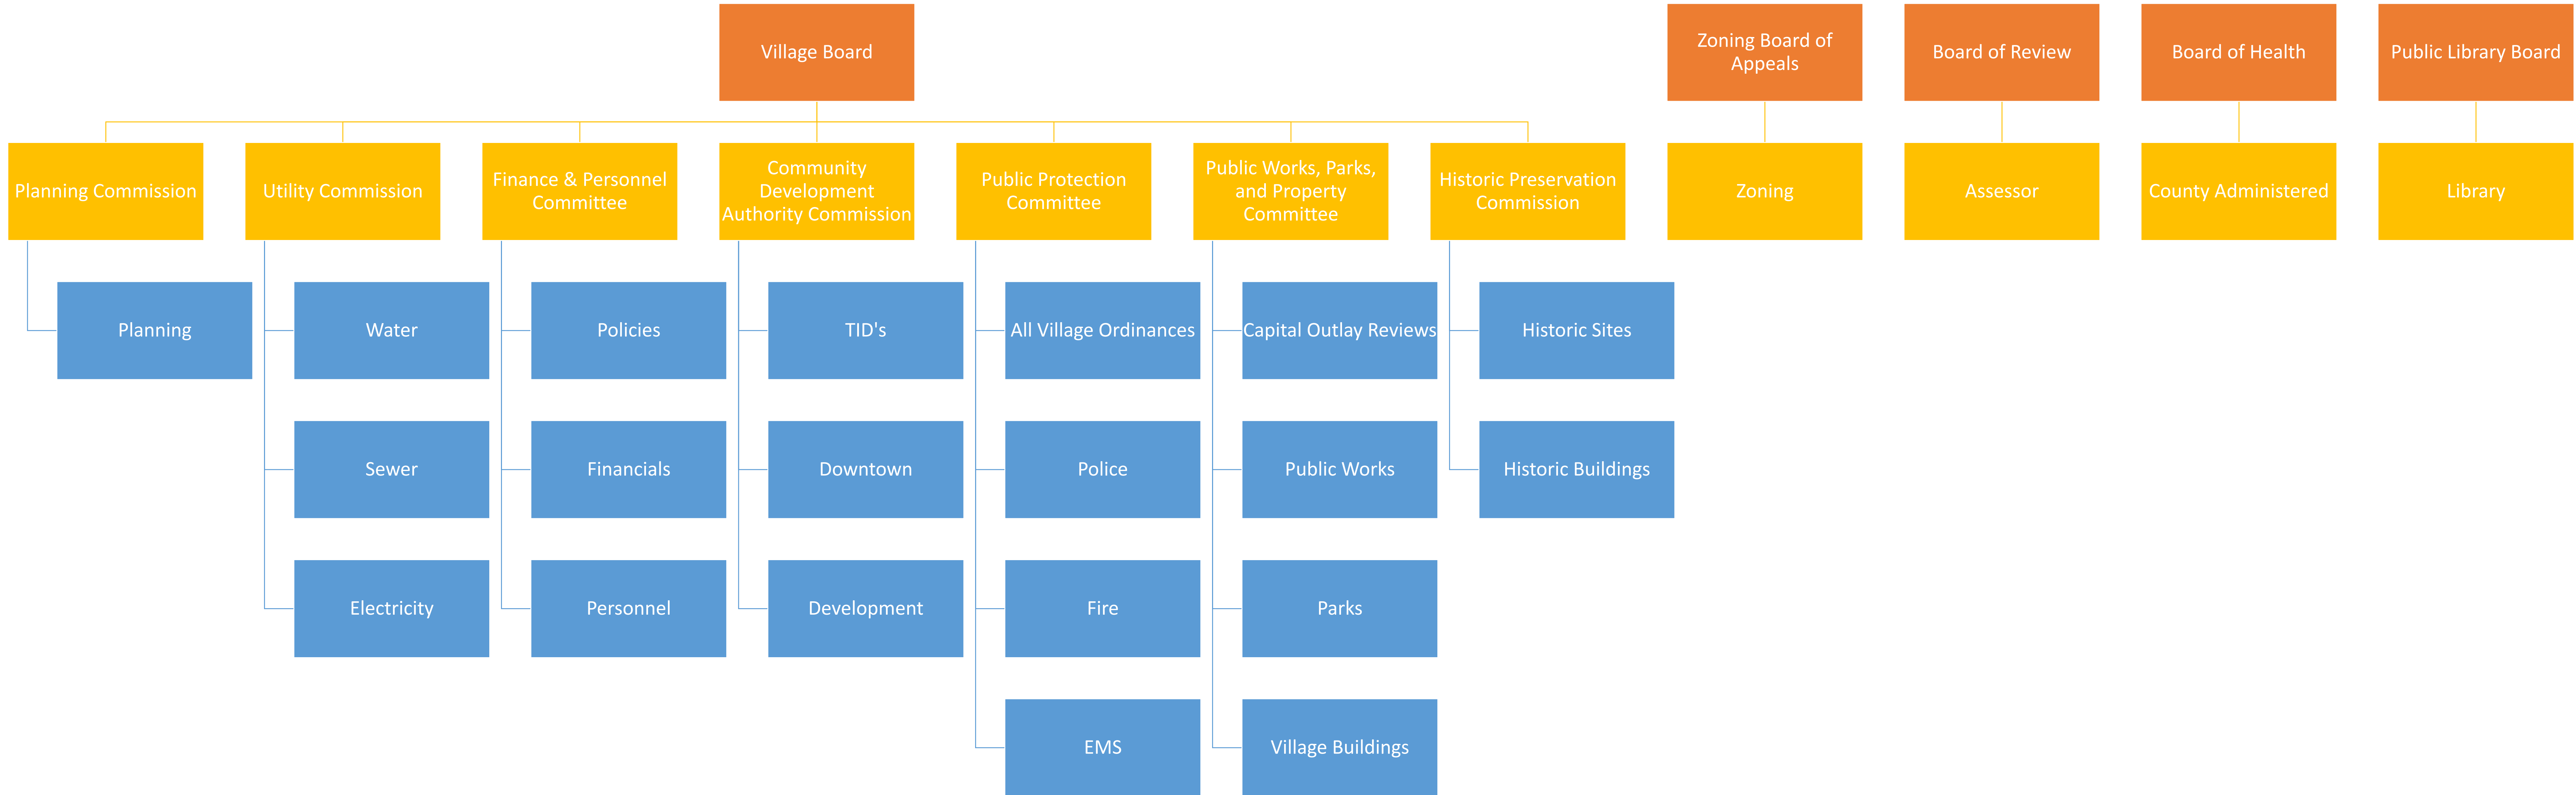 Village Board
Zoning Board of
Appeals
Board of Review
Board of Health
Public Library Board
Planning Commission
Utility Commission
Finance & Personnel
Committee
Community
Development
Authority Commission
Public Protection
Committee
Public Works, Parks,
and Property
Committee
Historic Preservation
Commission
Zoning
Assessor
County Administered
Library
Planning
Water
Policies
TID's
All Village Ordinances
Capital Outlay Reviews
Historic Sites
Sewer
Financials
Downtown
Police
Public Works
Historic Buildings
Electricity
Personnel
Development
Fire
Parks
EMS
Village Buildings